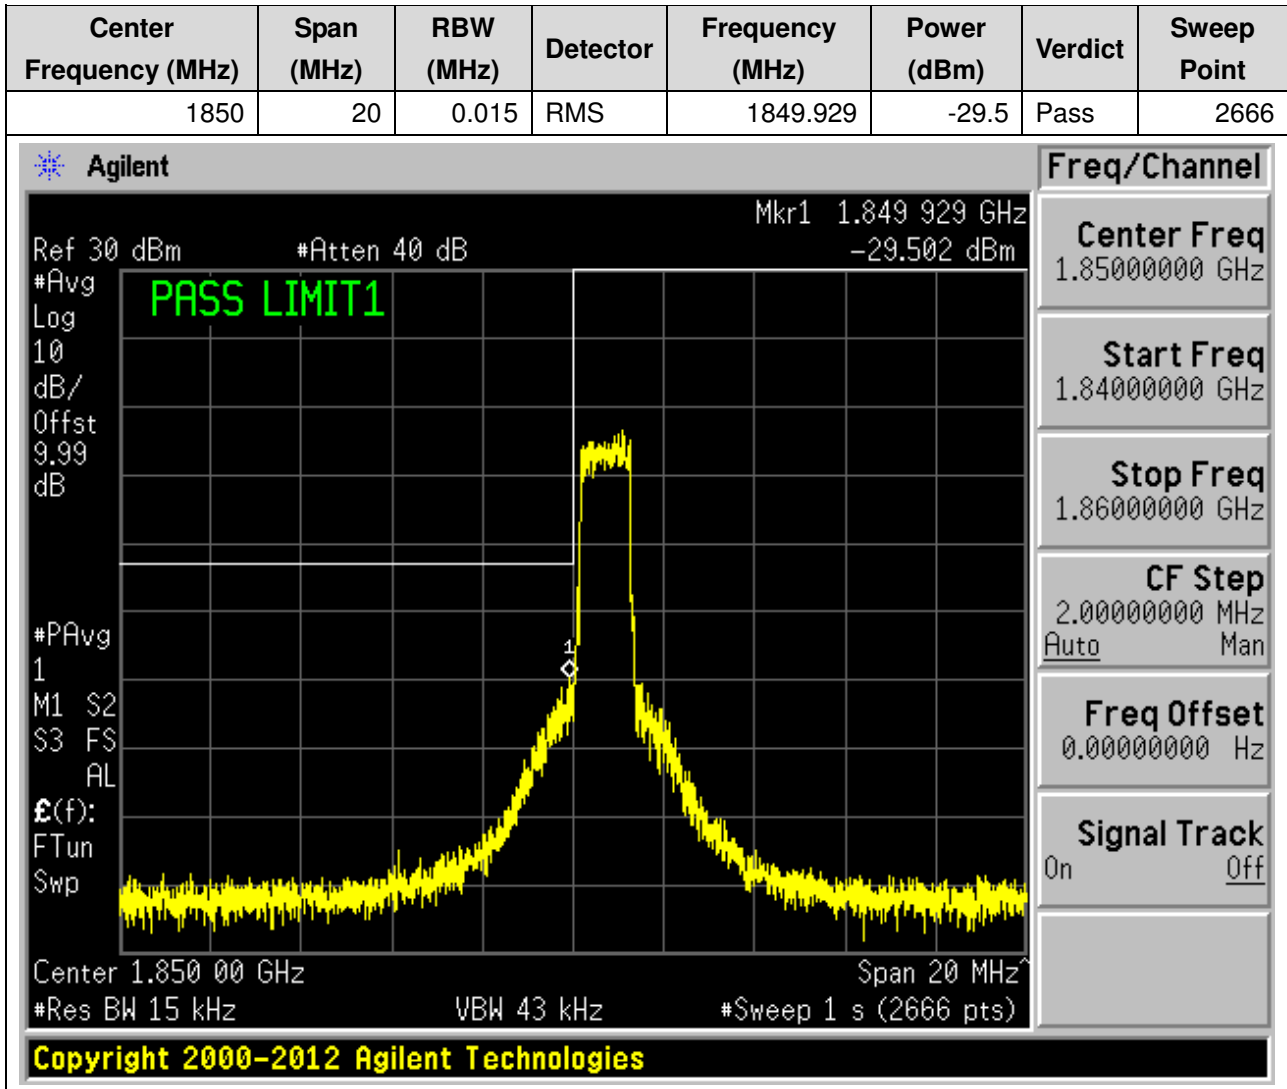 Center Frequency (MHz) Span (MHz) RBW (MHz) Detector Frequency (MHz) Power (dBm) Verdict Sweep Point
1850 20 0.015 RMS 1849.929 -29.5 Pass 2666
Agilent
Freq/Channel
Mkr1 1.849 929 GHz
Ref 30 dBm #Atten 40 dB -29.502 dBm
#Avg
Log
10
dB/
Offst
9.99
dB
PASS LIMIT1
1
#PAvg
1
M1 S2
S3 FS
AL
£(f):
FTun
Swp
Center 1.850 00 GHz Span 20 MHz^
#Res BW 15 kHz VBW 43 kHz #Sweep 1 s (2666 pts)
Center Freq
1.85000000 GHz
Start Freq
1.84000000 GHz
Stop Freq
1.86000000 GHz
CF Step
2.00000000 MHz
Auto Man
Freq Offset
0.00000000 Hz
Signal Track
On Off
Copyright 2000-2012 Agilent Technologies